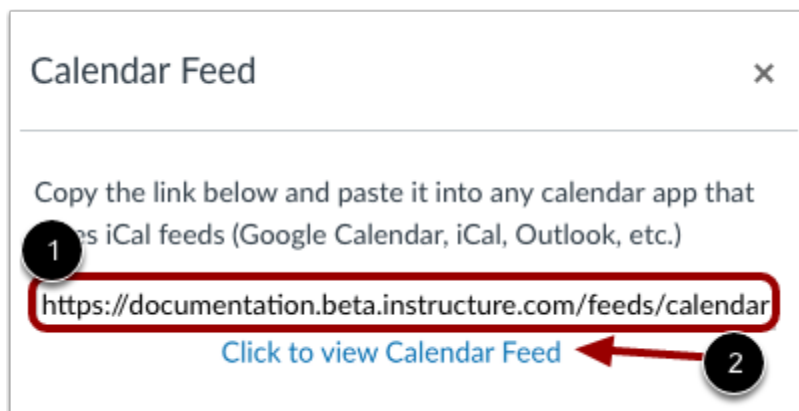 Calendar Feed ×
Copy the link below and paste it into any calendar app that
iCal feeds (Google Calendar, iCal, Outlook, etc.)
1
https://documentation.beta.instructure.com/feeds/calendar
Click to view Calendar Feed
2